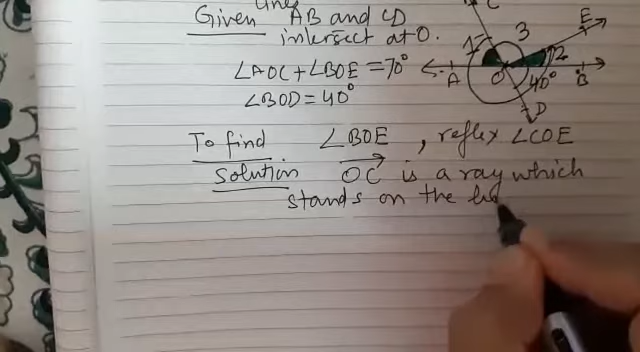 lines
Given AB and CD
intersect at O.
∠AOC+∠BOE=70°
∠BOD=40°
To find ∠BOE, reflex ∠COE
Solution OC is a ray which
stands on the
C
E
1
3
2
A
O
40°
B
D